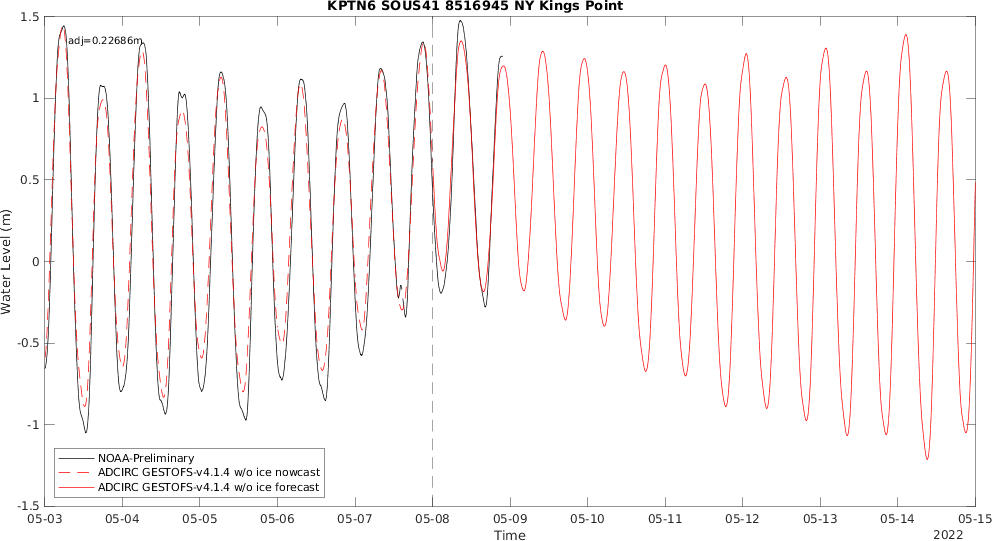 KPTN6 SOUS41 8516945 NY Kings Point
adj=0.22686m
1.5
1
0.5
0
-0.5
-1
-1.5
Water Level (m)
NOAA-Preliminary
ADCIRC GESTOFS-v4.1.4 w/o ice nowcast
ADCIRC GESTOFS-v4.1.4 w/o ice forecast
05-03 05-04 05-05 05-06 05-07 05-08 05-09 05-10 05-11 05-12 05-13 05-14 05-15
Time
2022